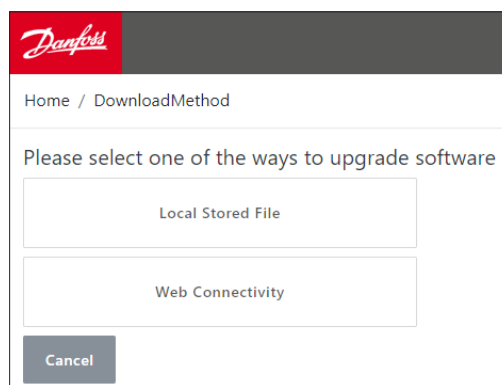 Danfoss
Home / DownloadMethod
Please select one of the ways to upgrade software
Local Stored File
Web Connectivity
Cancel